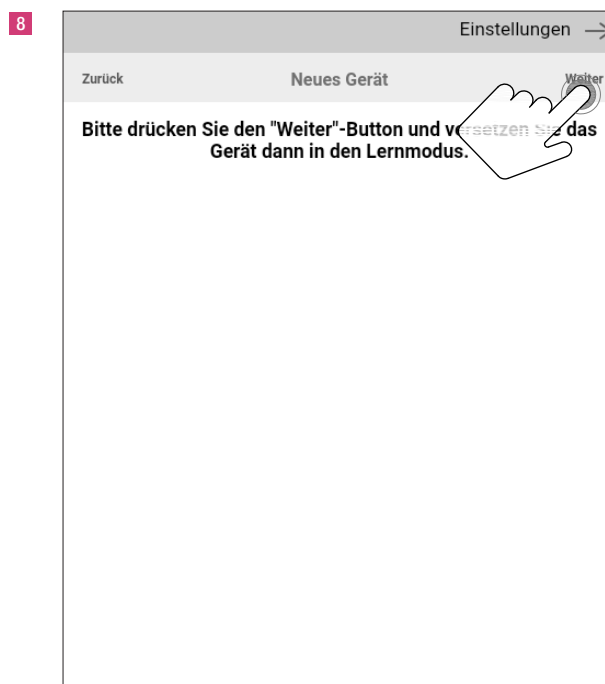 8
Einstellungen
Zurück Neues Gerät Weiter
Bitte drücken Sie den "Weiter"-Button und versetzen Sie das
Gerät dann in den Lernmodus.